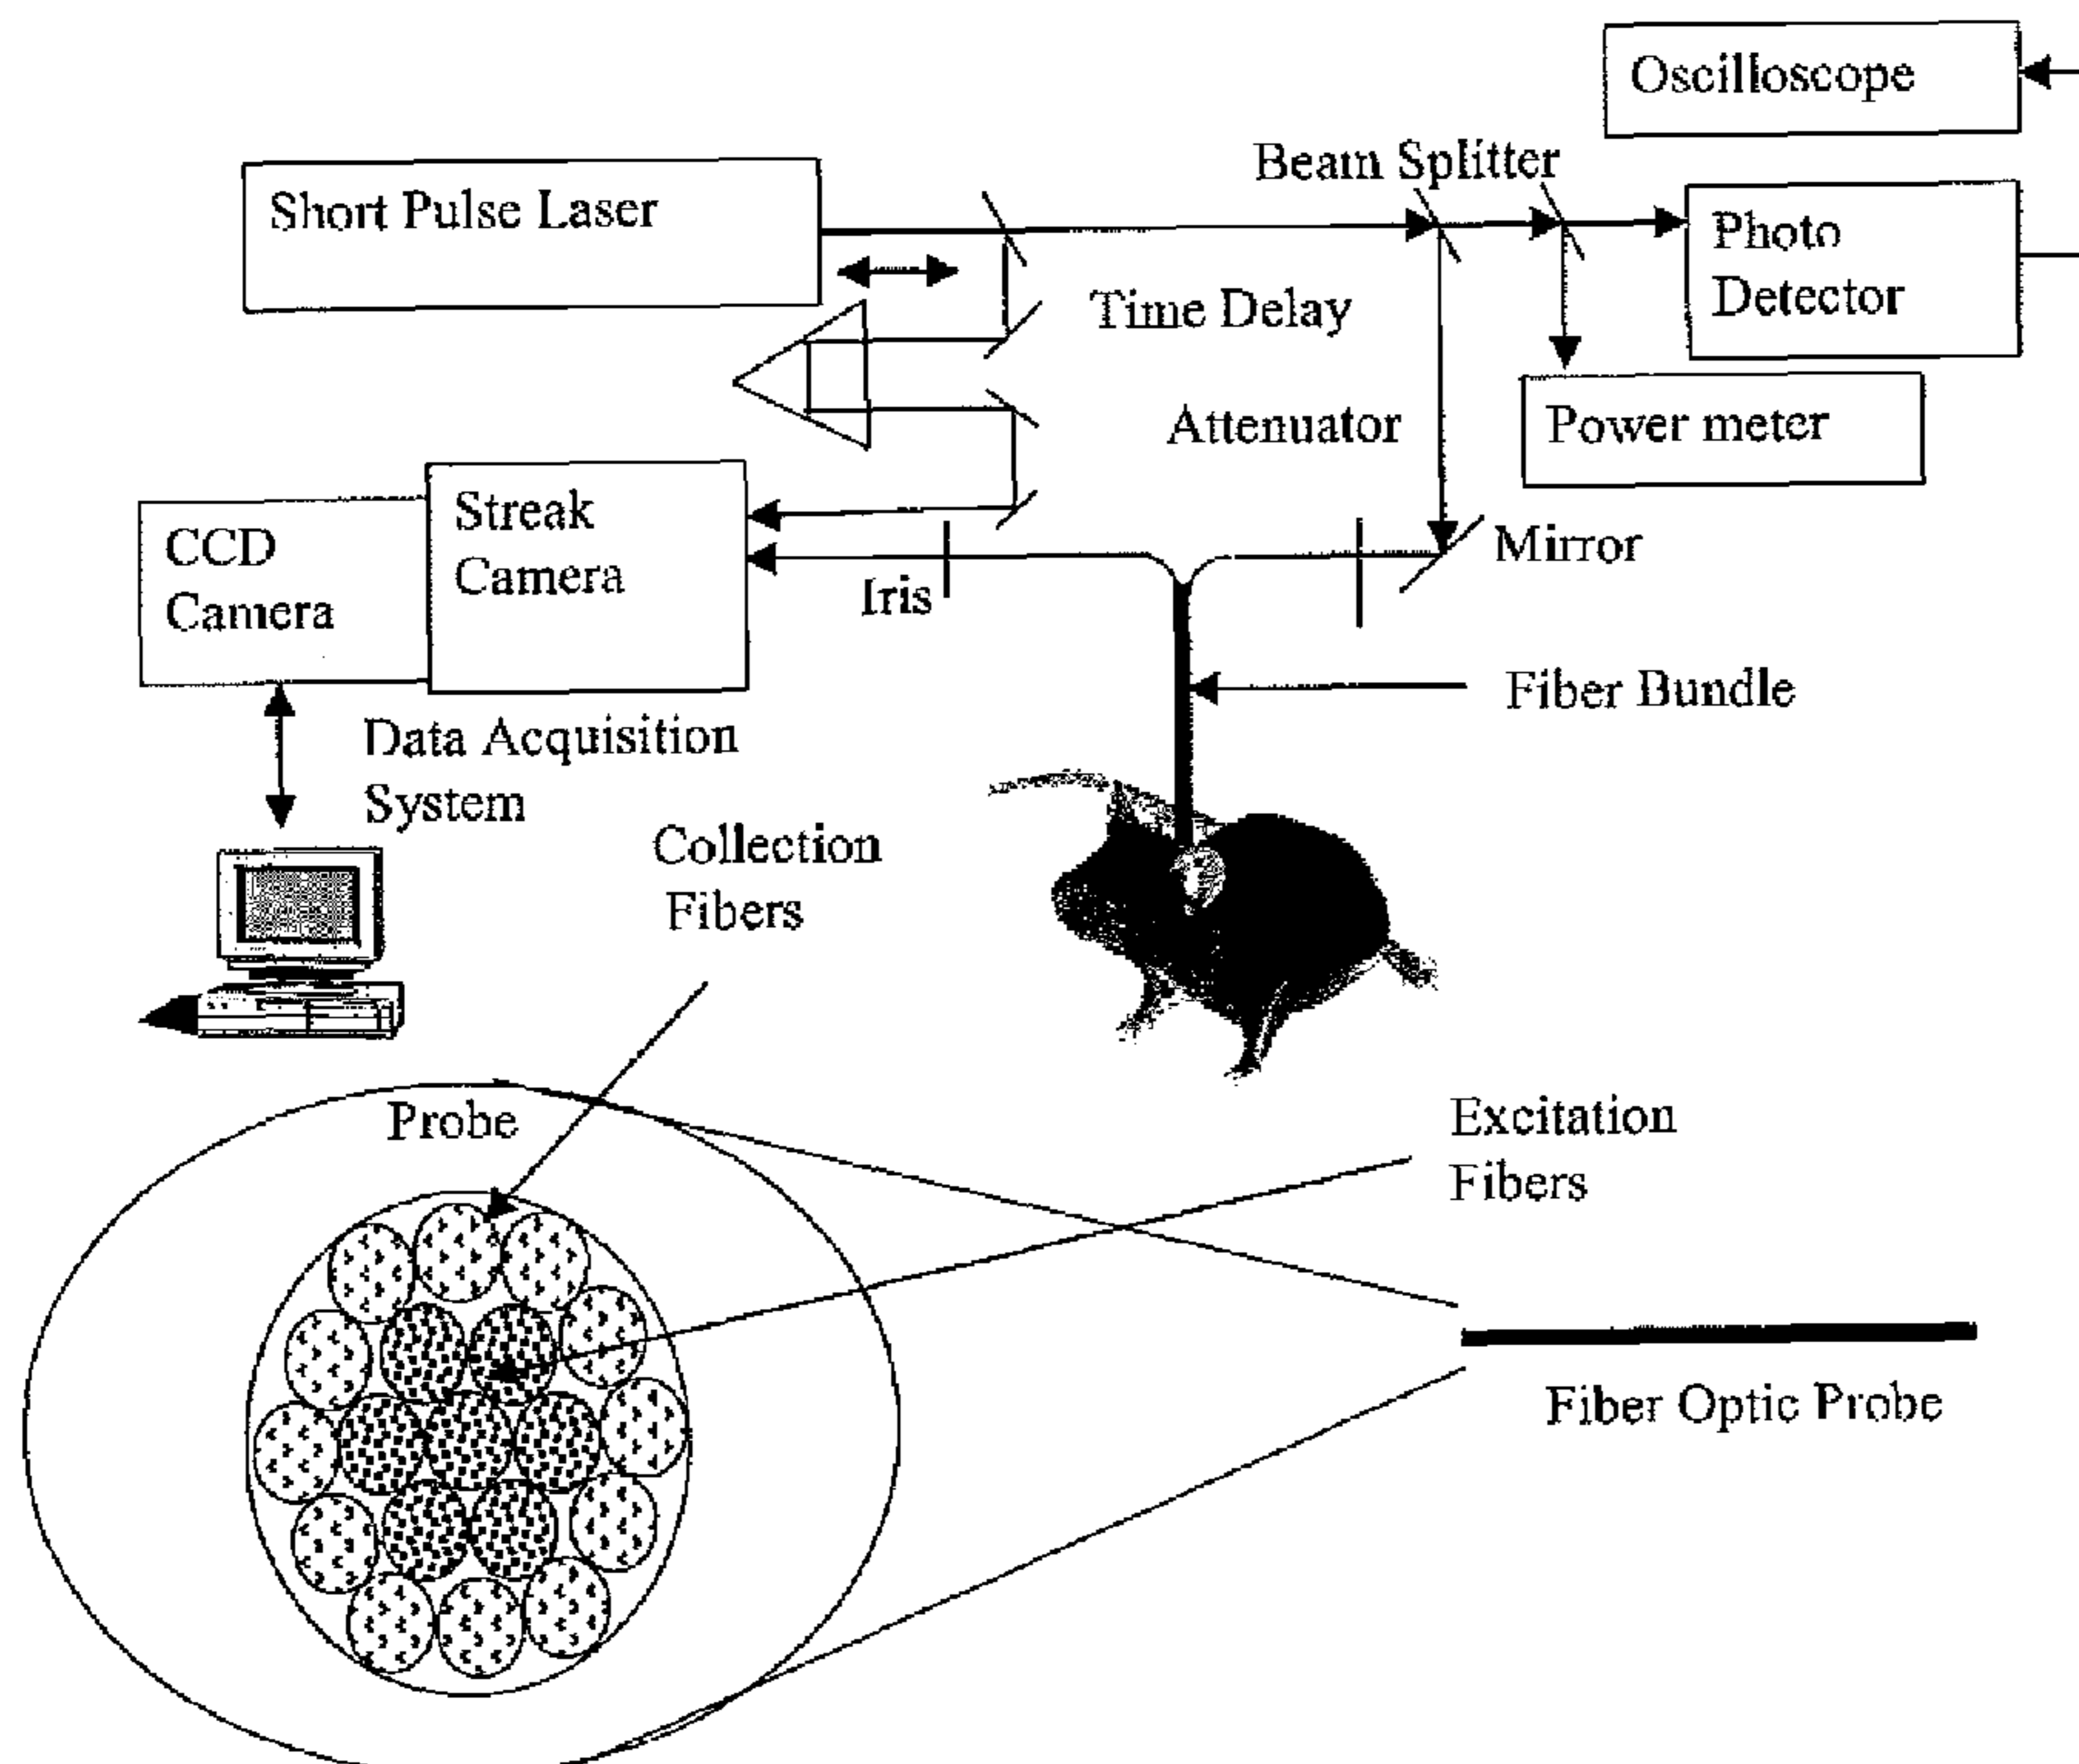 Oscilloscope
Beam Splitter
Short Pulse Laser
Photo
Detector
Time Delay
Attenuator
Power meter
Streak
Camera
CCD
Camera
Mirror
Iris
Fiber Bundle
Data Acquisition
System
Collection
Fibers
Probe
Excitation
Fibers
Fiber Optic Probe